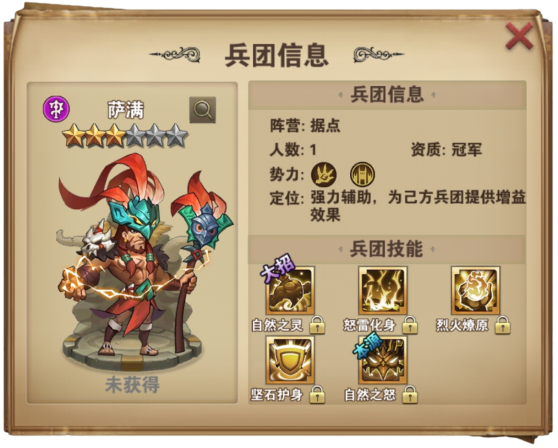 兵团信息
萨满
未获得
兵团信息
阵营: 据点
人数: 1 资质: 冠军
势力:
定位: 强力辅助，为己方兵团提供增益
效果
兵团技能
大招
自然之灵 怒雷化身 烈火燎原
本源
坚石护身 自然之怒